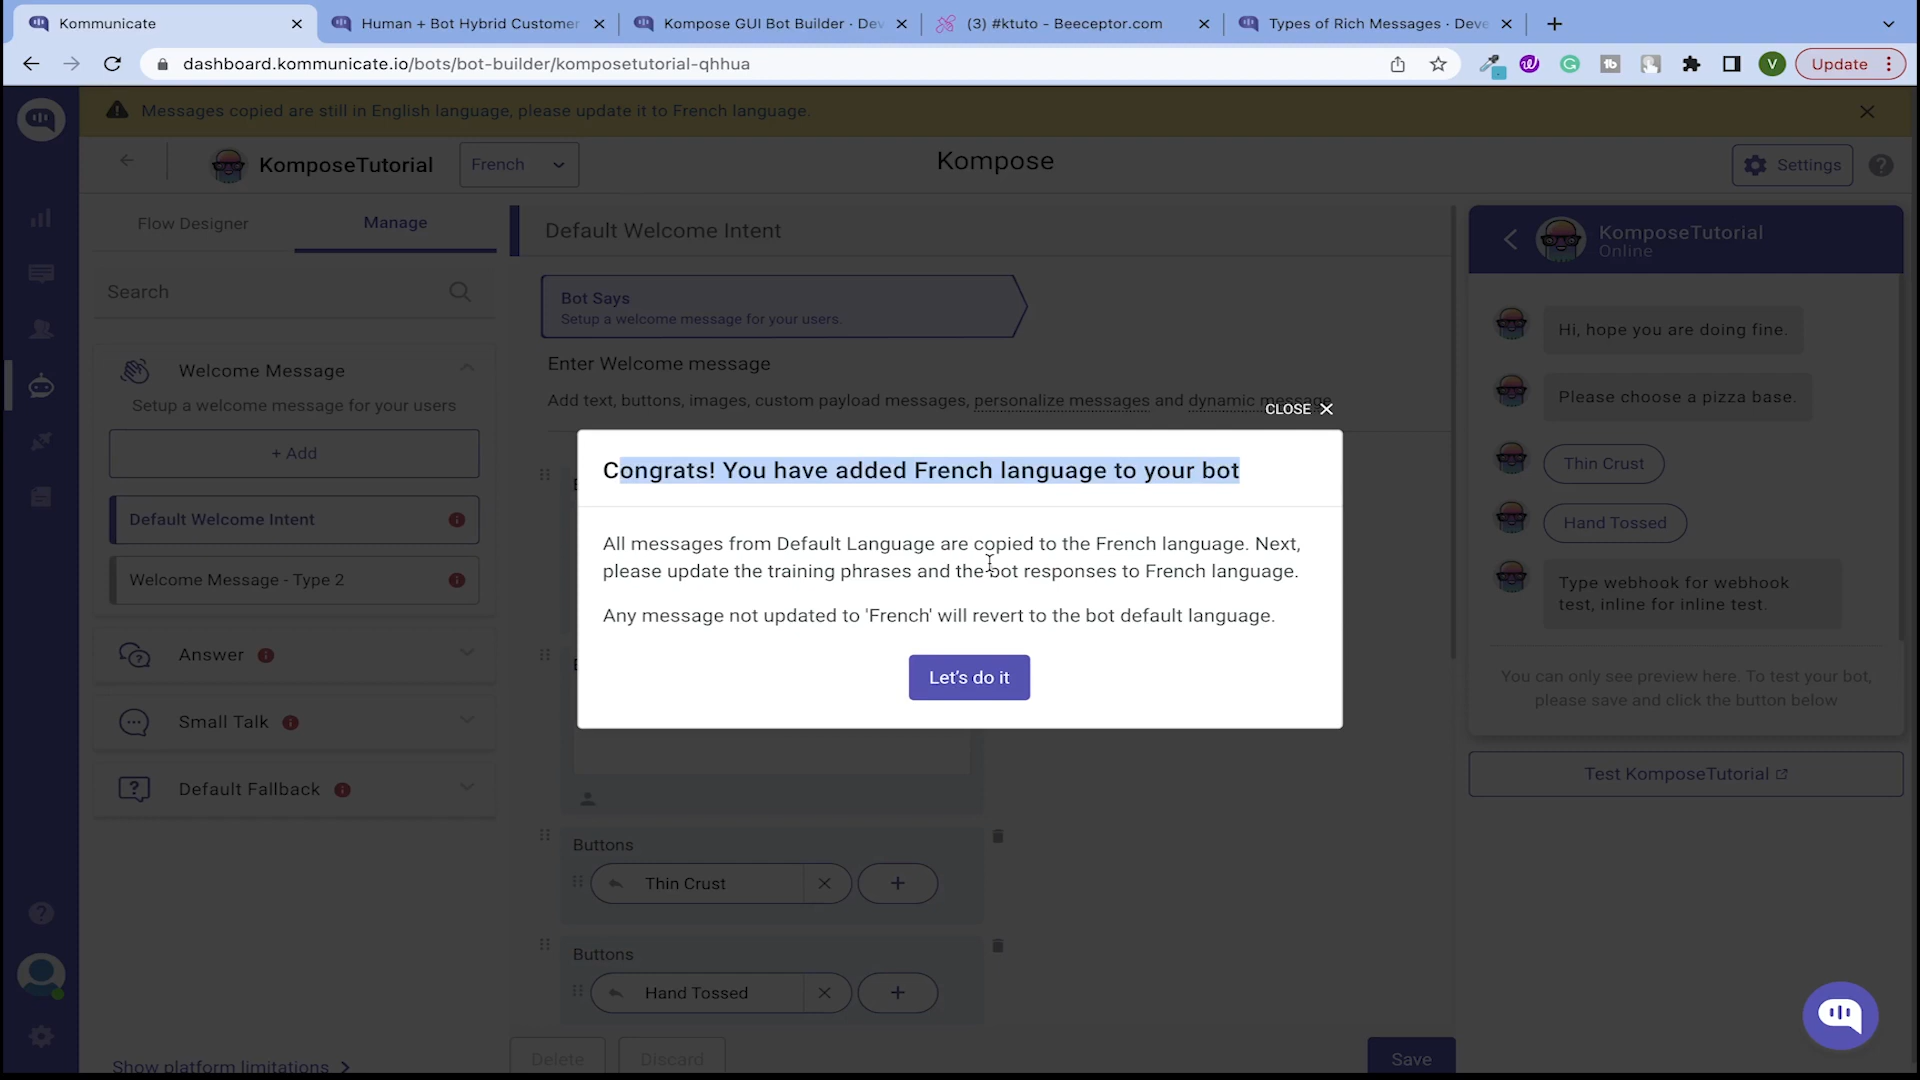 Kommunicate
Human + Bot Hybrid Customer
Kompose GUI Bot Builder · Dev
(3) #ktuto - Beeceptor.com
Types of Rich Messages · Deve
dashboard.kommunicate.io/bots/bot-builder/komposetutorial-qhhua
V
Update
Messages copied are still in English language, please update it to French language.
KomposeTutorial
French
Kompose
Settings
Flow Designer
Manage
Search
Welcome Message
Setup a welcome message for your users
+ Add
Default Welcome Intent
Welcome Message - Type 2
Answer
Small Talk
Default Fallback
Show platform limitations
Default Welcome Intent
Bot Says
Setup a welcome message for your users.
Enter Welcome message
Add text, buttons, images, custom payload messages, personalize messages and dynamic message
CLOSE
Congrats! You have added French language to your bot
All messages from Default Language are copied to the French language. Next,
please update the training phrases and the bot responses to French language.
Any message not updated to 'French' will revert to the bot default language.
Let's do it
Buttons
Thin Crust
Buttons
Hand Tossed
Delete
Discard
Save
KomposeTutorial
Online
Hi, hope you are doing fine.
Please choose a pizza base.
Thin Crust
Hand Tossed
Type webhook for webhook
test, inline for inline test.
You can only see preview here. To test your bot,
please save and click the button below
Test KomposeTutorial